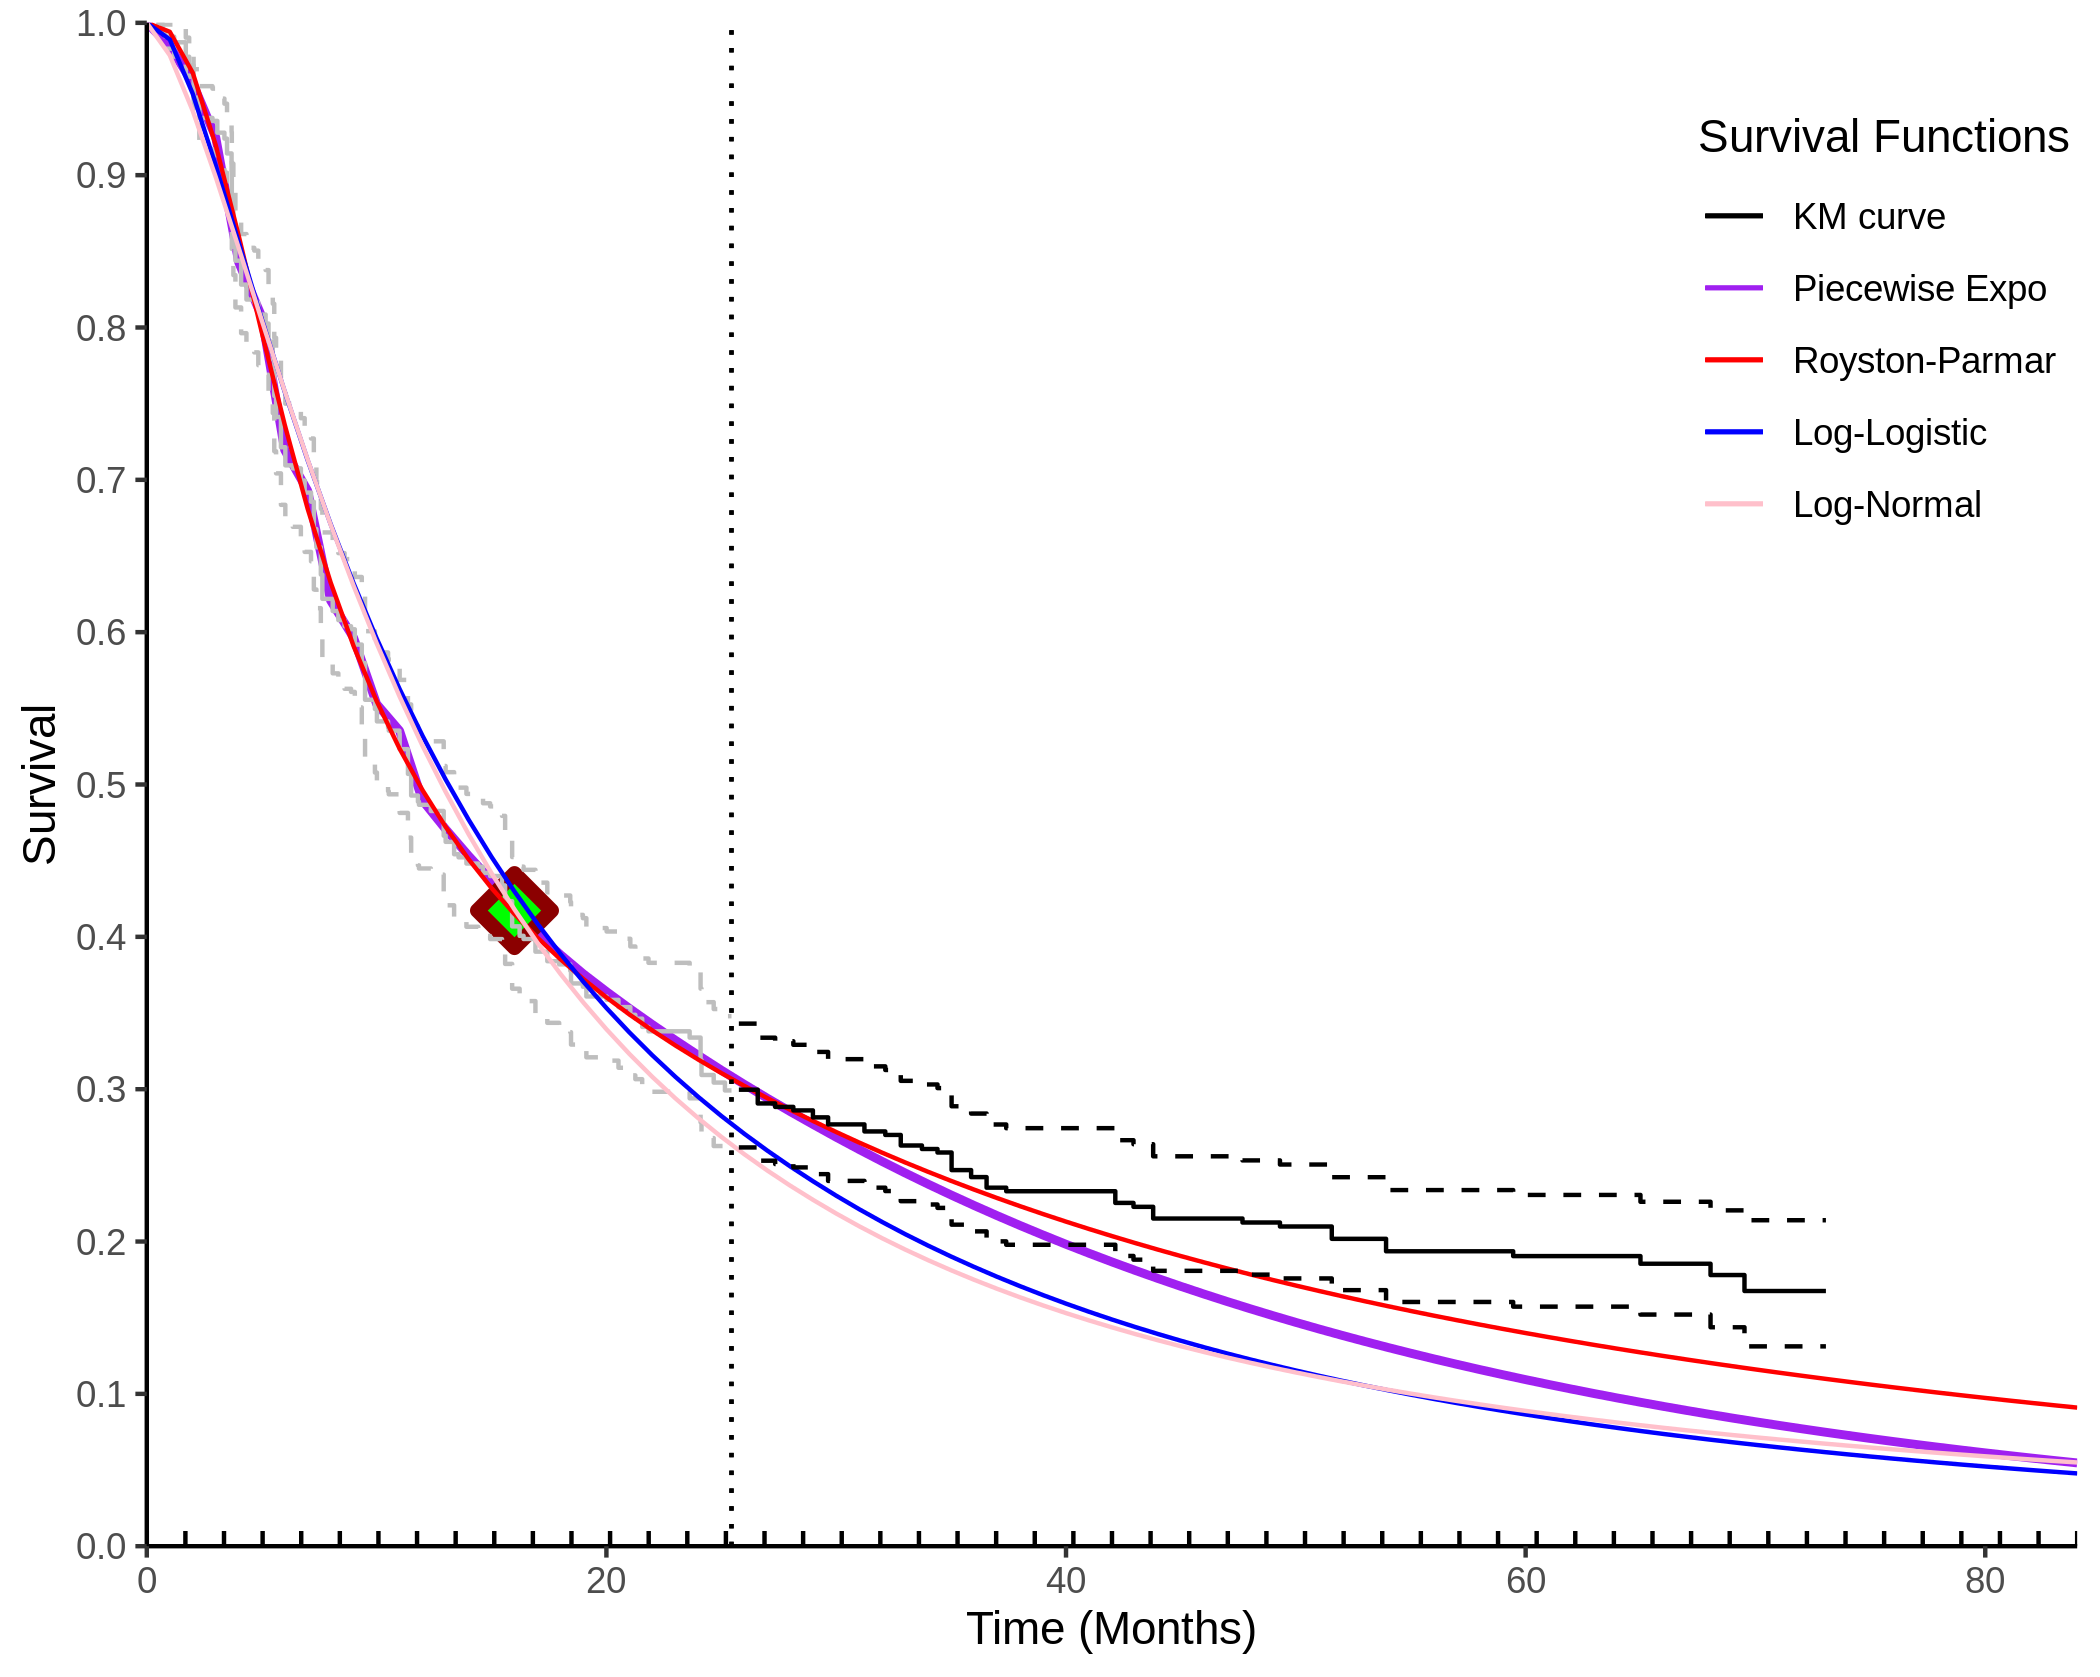 1.0
0.9
0.8
0.7
0.6
0.5
0.4
0.3
0.2
0.1
0.0
Survival
0 20 40 60 80
Time (Months)
Survival Functions
KM curve
Piecewise Expo
Royston-Parmar
Log-Logistic
Log-Normal